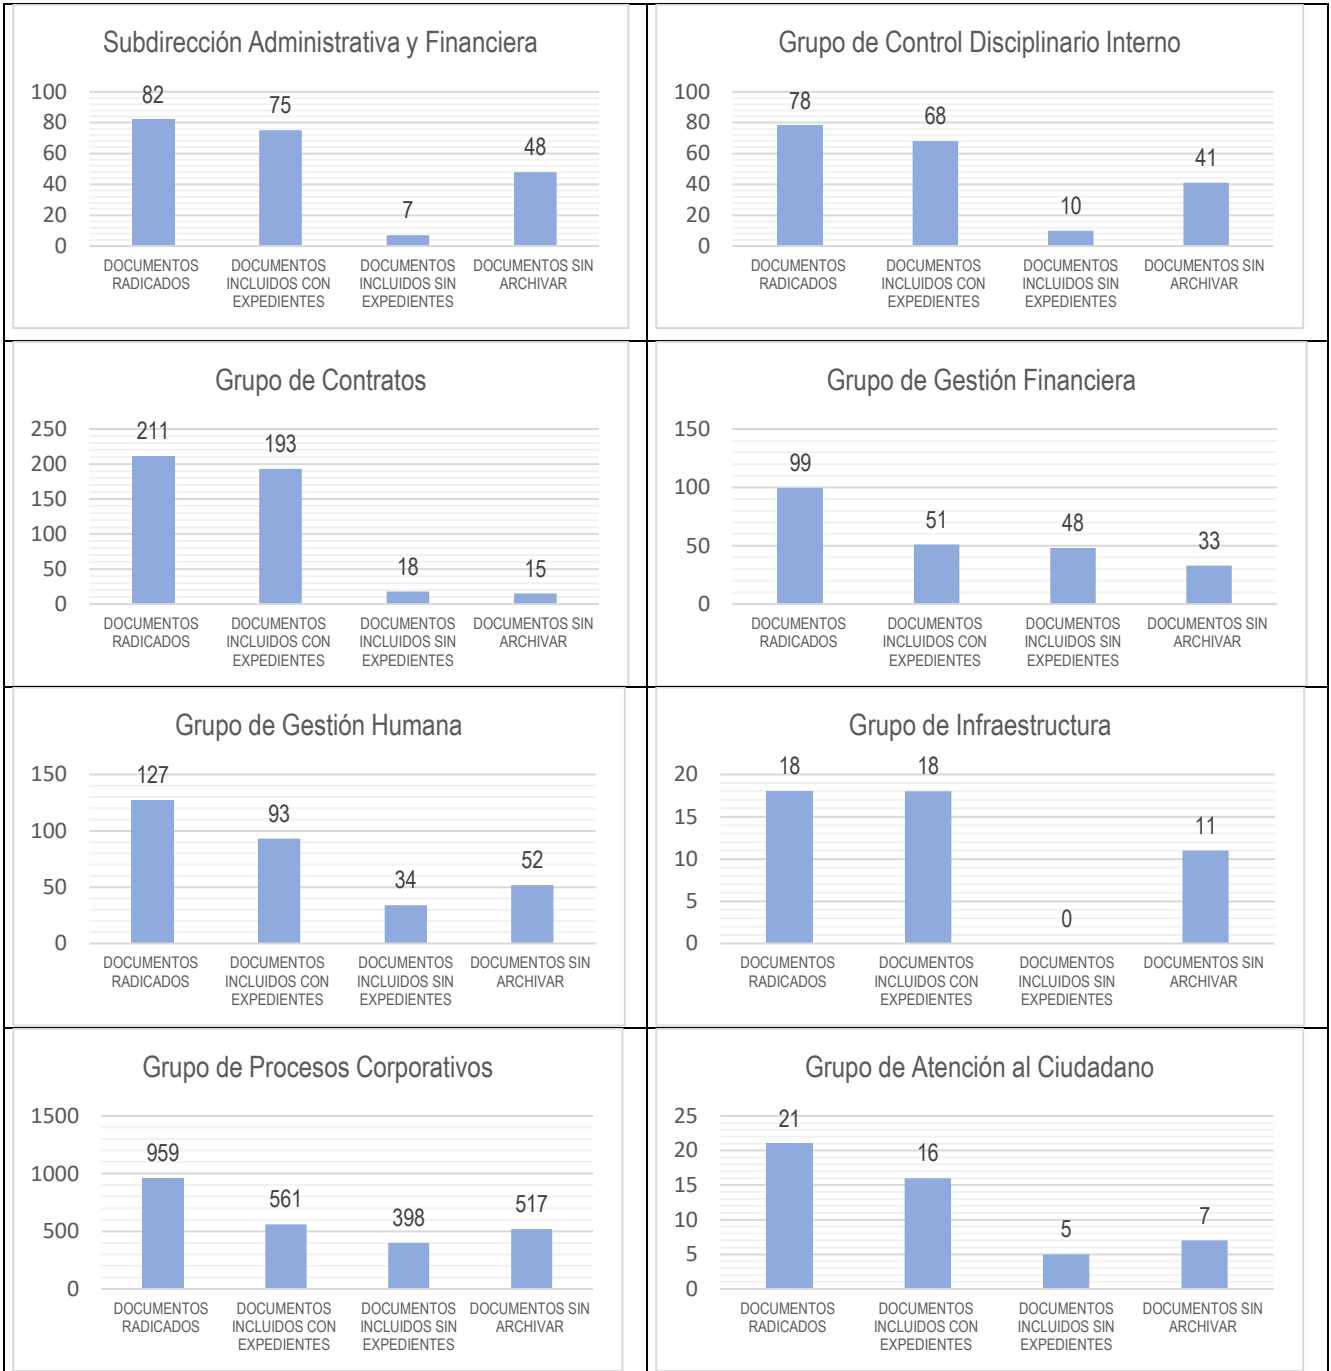 Subdirección Administrativa y Financiera
100
80
60
40
20
0
82
75
7
48
DOCUMENTOS
RADICADOS
DOCUMENTOS
INCLUIDOS CON
EXPEDIENTES
DOCUMENTOS
INCLUIDOS SIN
EXPEDIENTES
DOCUMENTOS SIN
ARCHIVAR
Grupo de Control Disciplinario Interno
100
80
60
40
20
0
78
68
10
41
DOCUMENTOS
RADICADOS
DOCUMENTOS
INCLUIDOS CON
EXPEDIENTES
DOCUMENTOS
INCLUIDOS SIN
EXPEDIENTES
DOCUMENTOS SIN
ARCHIVAR
Grupo de Contratos
250
200
150
100
50
0
211
193
18
15
DOCUMENTOS
RADICADOS
DOCUMENTOS
INCLUIDOS CON
EXPEDIENTES
DOCUMENTOS
INCLUIDOS SIN
EXPEDIENTES
DOCUMENTOS SIN
ARCHIVAR
Grupo de Gestión Financiera
150
100
50
0
99
51
48
33
DOCUMENTOS
RADICADOS
DOCUMENTOS
INCLUIDOS CON
EXPEDIENTES
DOCUMENTOS
INCLUIDOS SIN
EXPEDIENTES
DOCUMENTOS SIN
ARCHIVAR
Grupo de Gestión Humana
150
100
50
0
127
93
34
52
DOCUMENTOS
RADICADOS
DOCUMENTOS
INCLUIDOS CON
EXPEDIENTES
DOCUMENTOS
INCLUIDOS SIN
EXPEDIENTES
DOCUMENTOS SIN
ARCHIVAR
Grupo de Infraestructura
20
15
10
5
0
18
18
0
11
DOCUMENTOS
RADICADOS
DOCUMENTOS
INCLUIDOS CON
EXPEDIENTES
DOCUMENTOS
INCLUIDOS SIN
EXPEDIENTES
DOCUMENTOS SIN
ARCHIVAR
Grupo de Procesos Corporativos
1500
1000
500
0
959
561
398
517
DOCUMENTOS
RADICADOS
DOCUMENTOS
INCLUIDOS CON
EXPEDIENTES
DOCUMENTOS
INCLUIDOS SIN
EXPEDIENTES
DOCUMENTOS SIN
ARCHIVAR
Grupo de Atención al Ciudadano
25
20
15
10
5
0
21
16
5
7
DOCUMENTOS
RADICADOS
DOCUMENTOS
INCLUIDOS CON
EXPEDIENTES
DOCUMENTOS
INCLUIDOS SIN
EXPEDIENTES
DOCUMENTOS SIN
ARCHIVAR